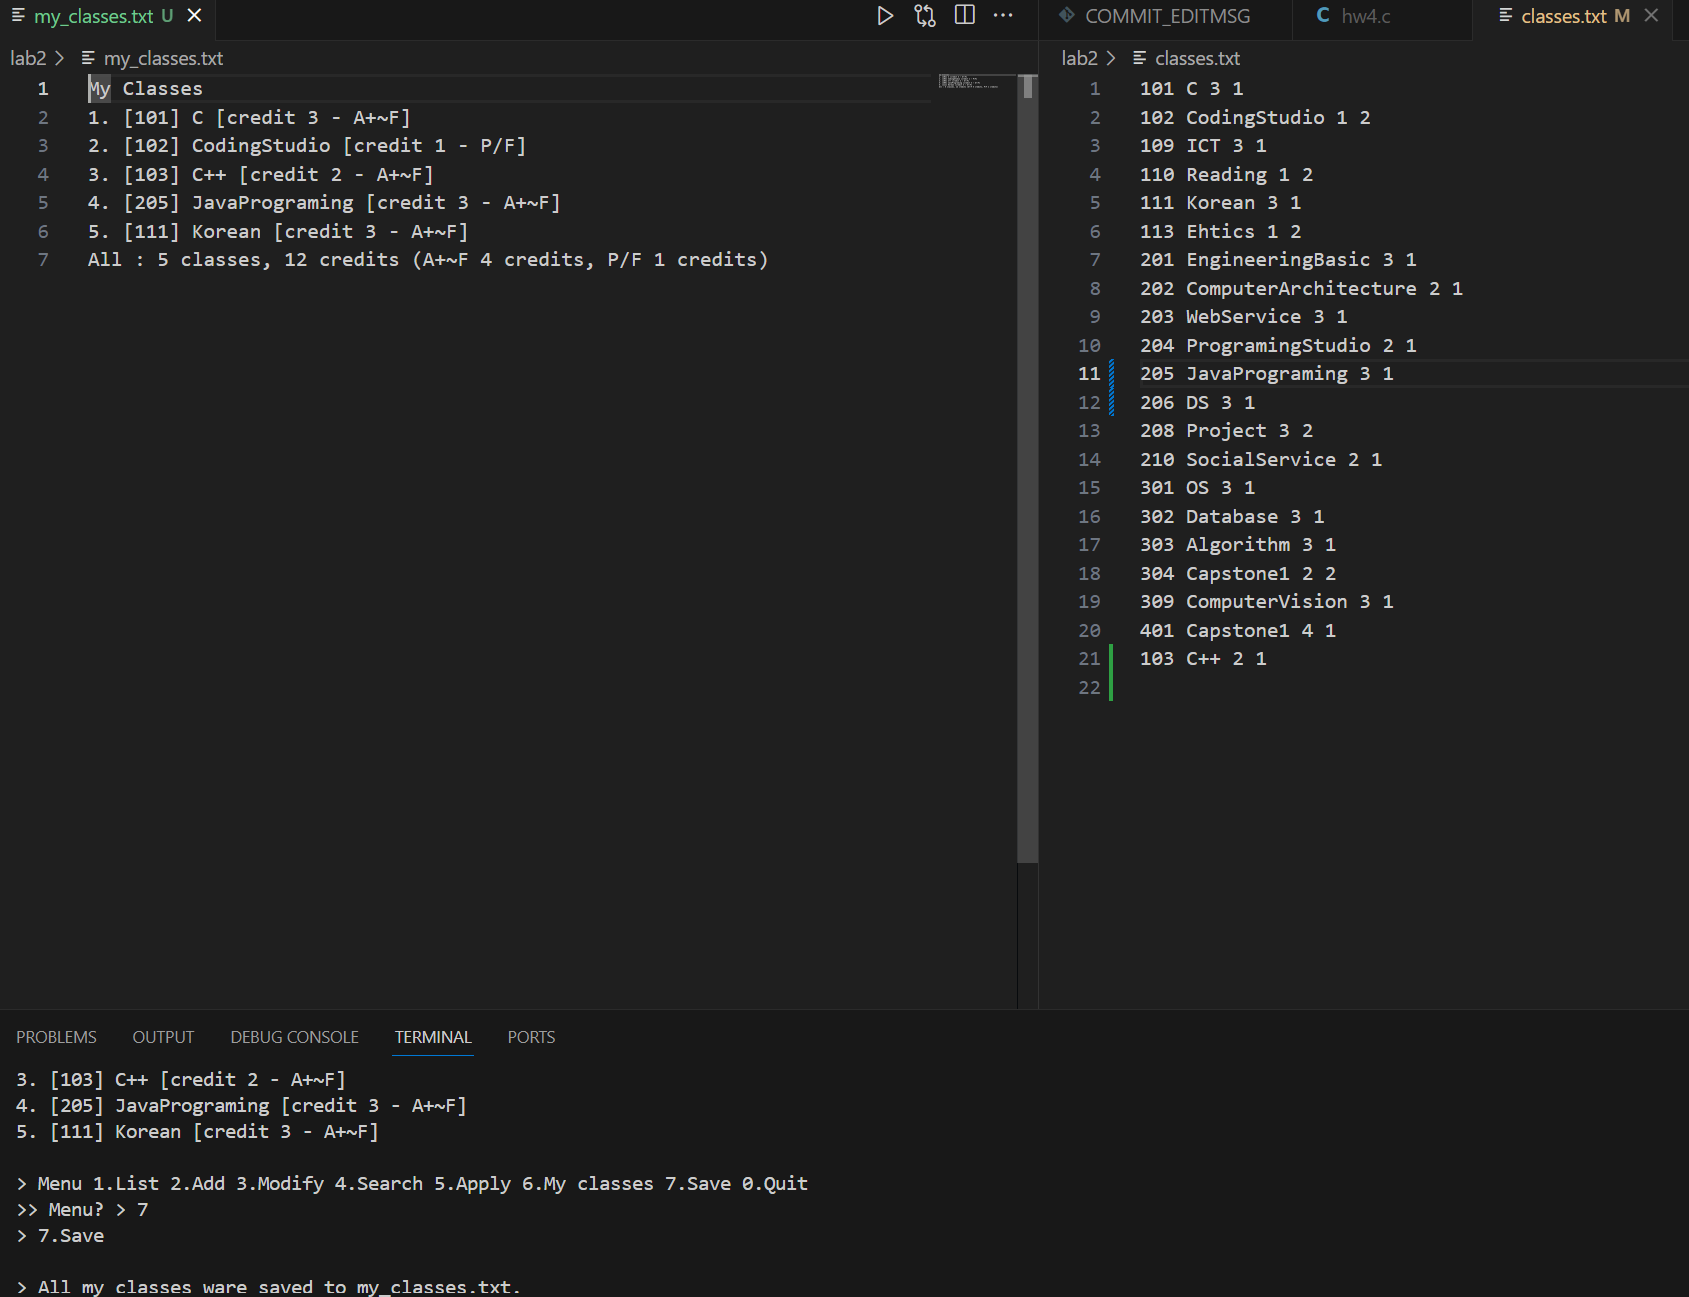 my_classes.txt U
lab2 > my_classes.txt
1 My Classes
2 1. [101] C [credit 3 - A+~F]
3 2. [102] CodingStudio [credit 1 - P/F]
4 3. [103] C++ [credit 2 - A+~F]
5 4. [205] JavaPrograming [credit 3 - A+~F]
6 5. [111] Korean [credit 3 - A+~F]
7 All : 5 classes, 12 credits (A+~F 4 credits, P/F 1 credits)
COMMIT_EDITMSG C hw4.c classes.txt M
lab2 > classes.txt
1 101 C 3 1
2 102 CodingStudio 1 2
3 109 ICT 3 1
4 110 Reading 1 2
5 111 Korean 3 1
6 113 Ehtics 1 2
7 201 EngineeringBasic 3 1
8 202 ComputerArchitecture 2 1
9 203 WebService 3 1
10 204 ProgramingStudio 2 1
11 205 JavaPrograming 3 1
12 206 DS 3 1
13 208 Project 3 2
14 210 SocialService 2 1
15 301 OS 3 1
16 302 Database 3 1
17 303 Algorithm 3 1
18 304 Capstone1 2 2
19 309 ComputerVision 3 1
20 401 Capstone1 4 1
21 103 C++ 2 1
22
PROBLEMS OUTPUT DEBUG CONSOLE TERMINAL PORTS
3. [103] C++ [credit 2 - A+~F]
4. [205] JavaPrograming [credit 3 - A+~F]
5. [111] Korean [credit 3 - A+~F]
> Menu 1.List 2.Add 3.Modify 4.Search 5.Apply 6.My classes 7.Save 0.Quit
>> Menu? > 7
> 7.Save
> All my classes ware saved to my_classes.txt.